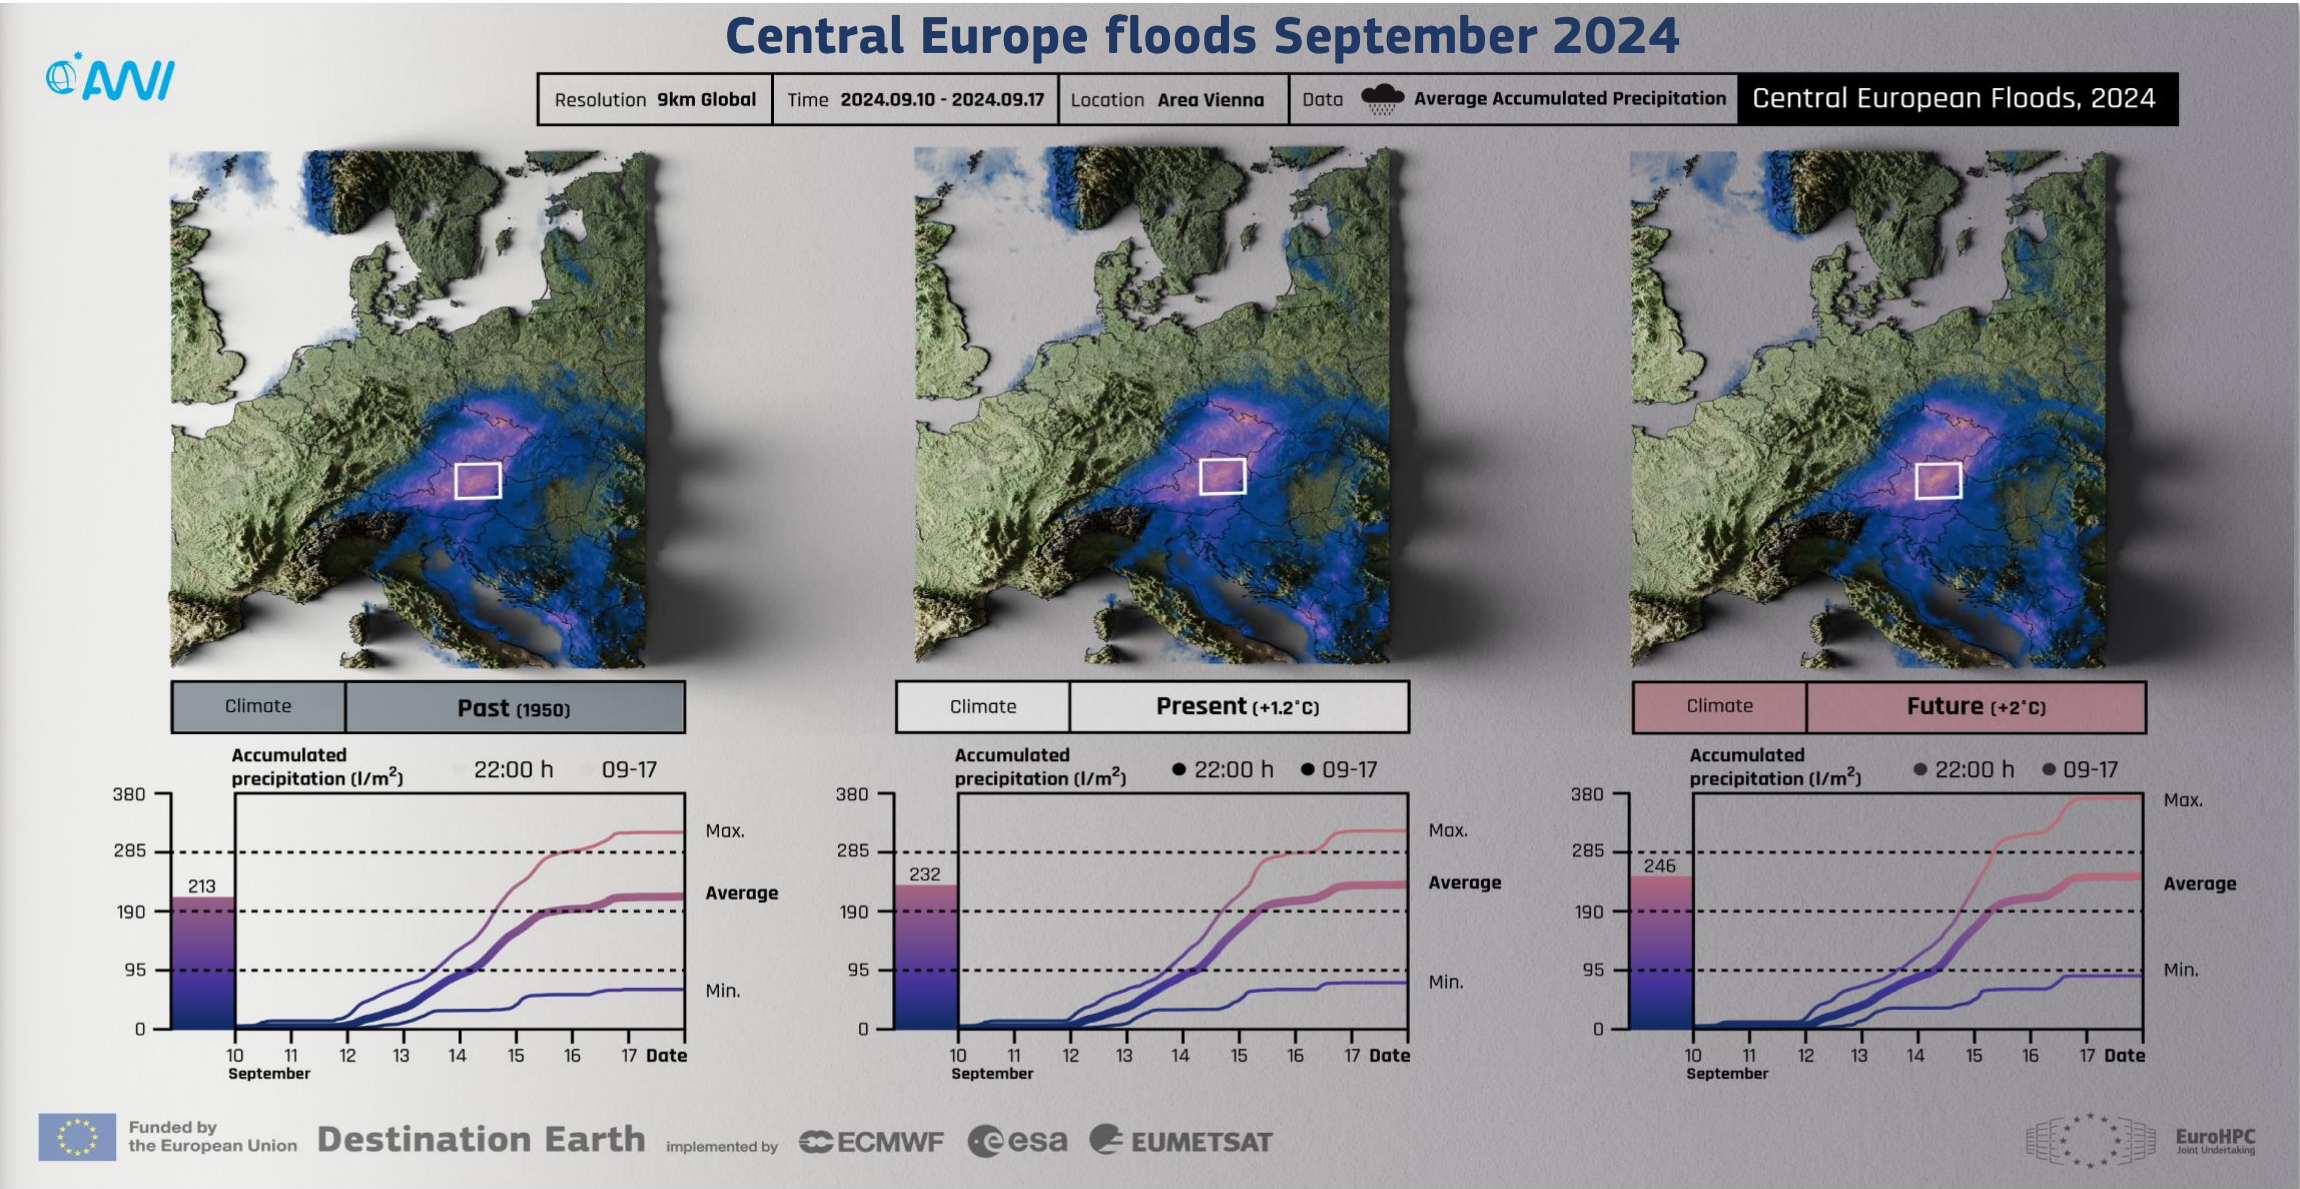 Central Europe floods September 2024
AWI
Resolution 9km Global
Time 2024.09.10 - 2024.09.17
Location Area Vienna
Data Average Accumulated Precipitation
Central European Floods, 2024
Climate Past (1950)
Accumulated
precipitation (l/m²)
22:00 h 09-17
380
285
190
95
0
213
Max.
Average
Min.
10 11 12 13 14 15 16 17 Date
September
Climate Present (+1.2°C)
Accumulated
precipitation (l/m²)
22:00 h 09-17
380
285
190
95
0
232
Max.
Average
Min.
10 11 12 13 14 15 16 17 Date
September
Climate Future (+2°C)
Accumulated
precipitation (l/m²)
22:00 h 09-17
380
285
190
95
0
246
Max.
Average
Min.
10 11 12 13 14 15 16 17 Date
September
Funded by
the European Union
Destination Earth
implemented by
ECMWF
esa
EUMETSAT
EuroHPC
Joint Undertaking